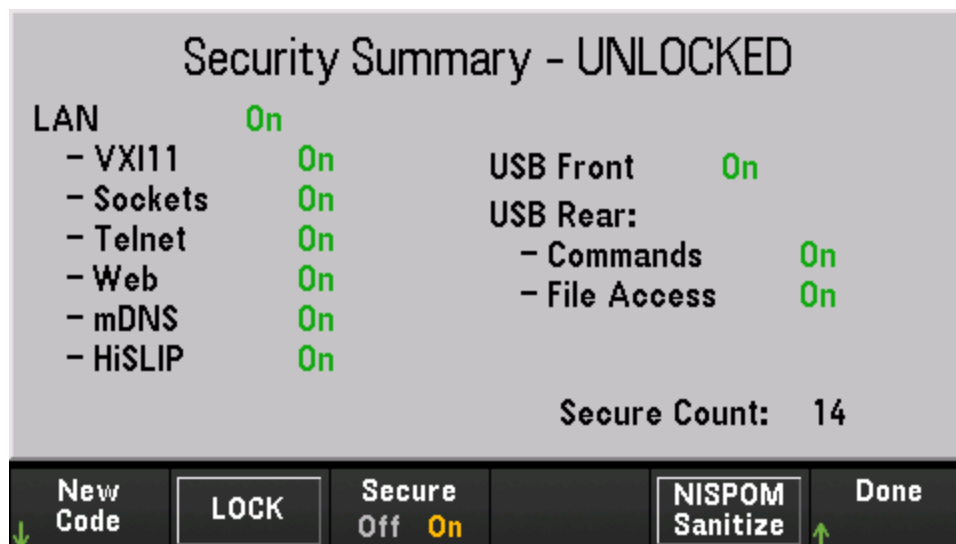 Security Summary - UNLOCKED
LAN On
- VXI11 On
- Sockets On
- Telnet On
- Web On
- mDNS On
- HiSLIP On
USB Front On
USB Rear:
- Commands On
- File Access On
Secure Count: 14
New
Code
LOCK
Secure
Off On
NISPOM
Sanitize
Done